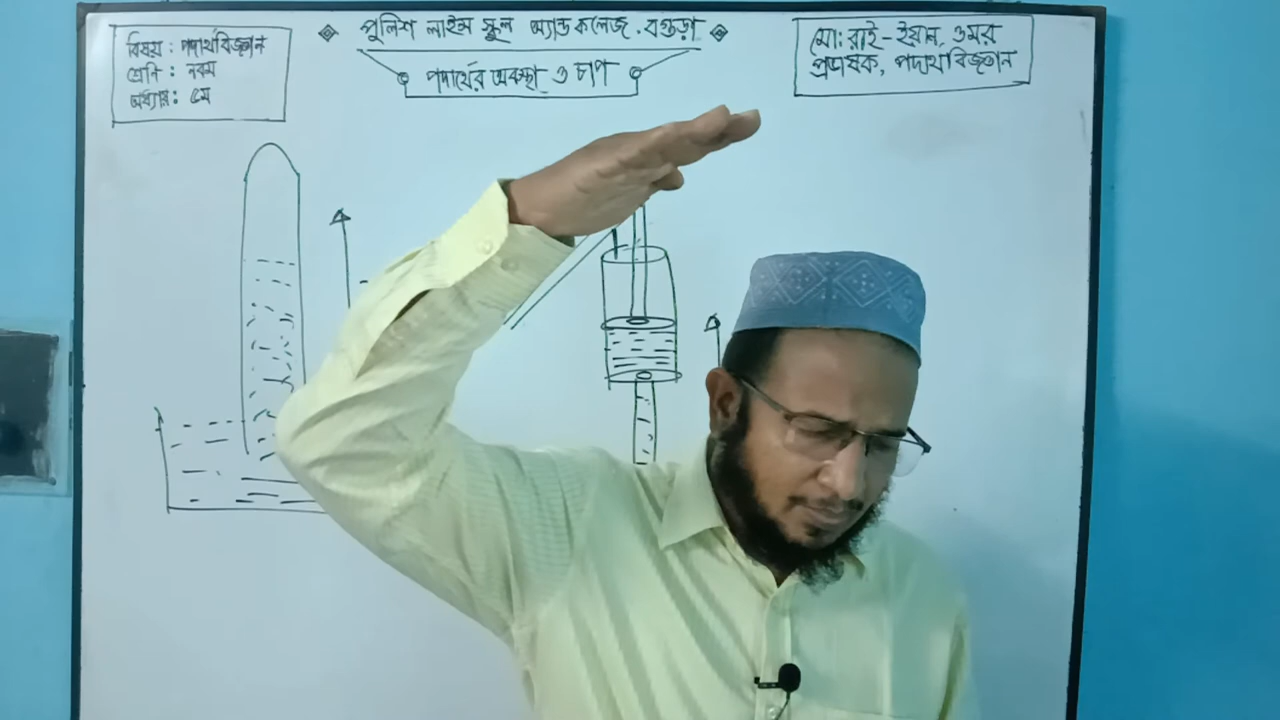 পুলিশ লাইন্স স্কুল অ্যান্ড কলেজ. বগুড়া
পদার্থের অবস্থা ও চাপ
বিষয় : পদার্থবিজ্ঞান
শ্রেণি : নবম
অধ্যায় : ৫ম
মো: রাই-ইয়ান, ওমর
প্রভাষক, পদার্থবিজ্ঞান